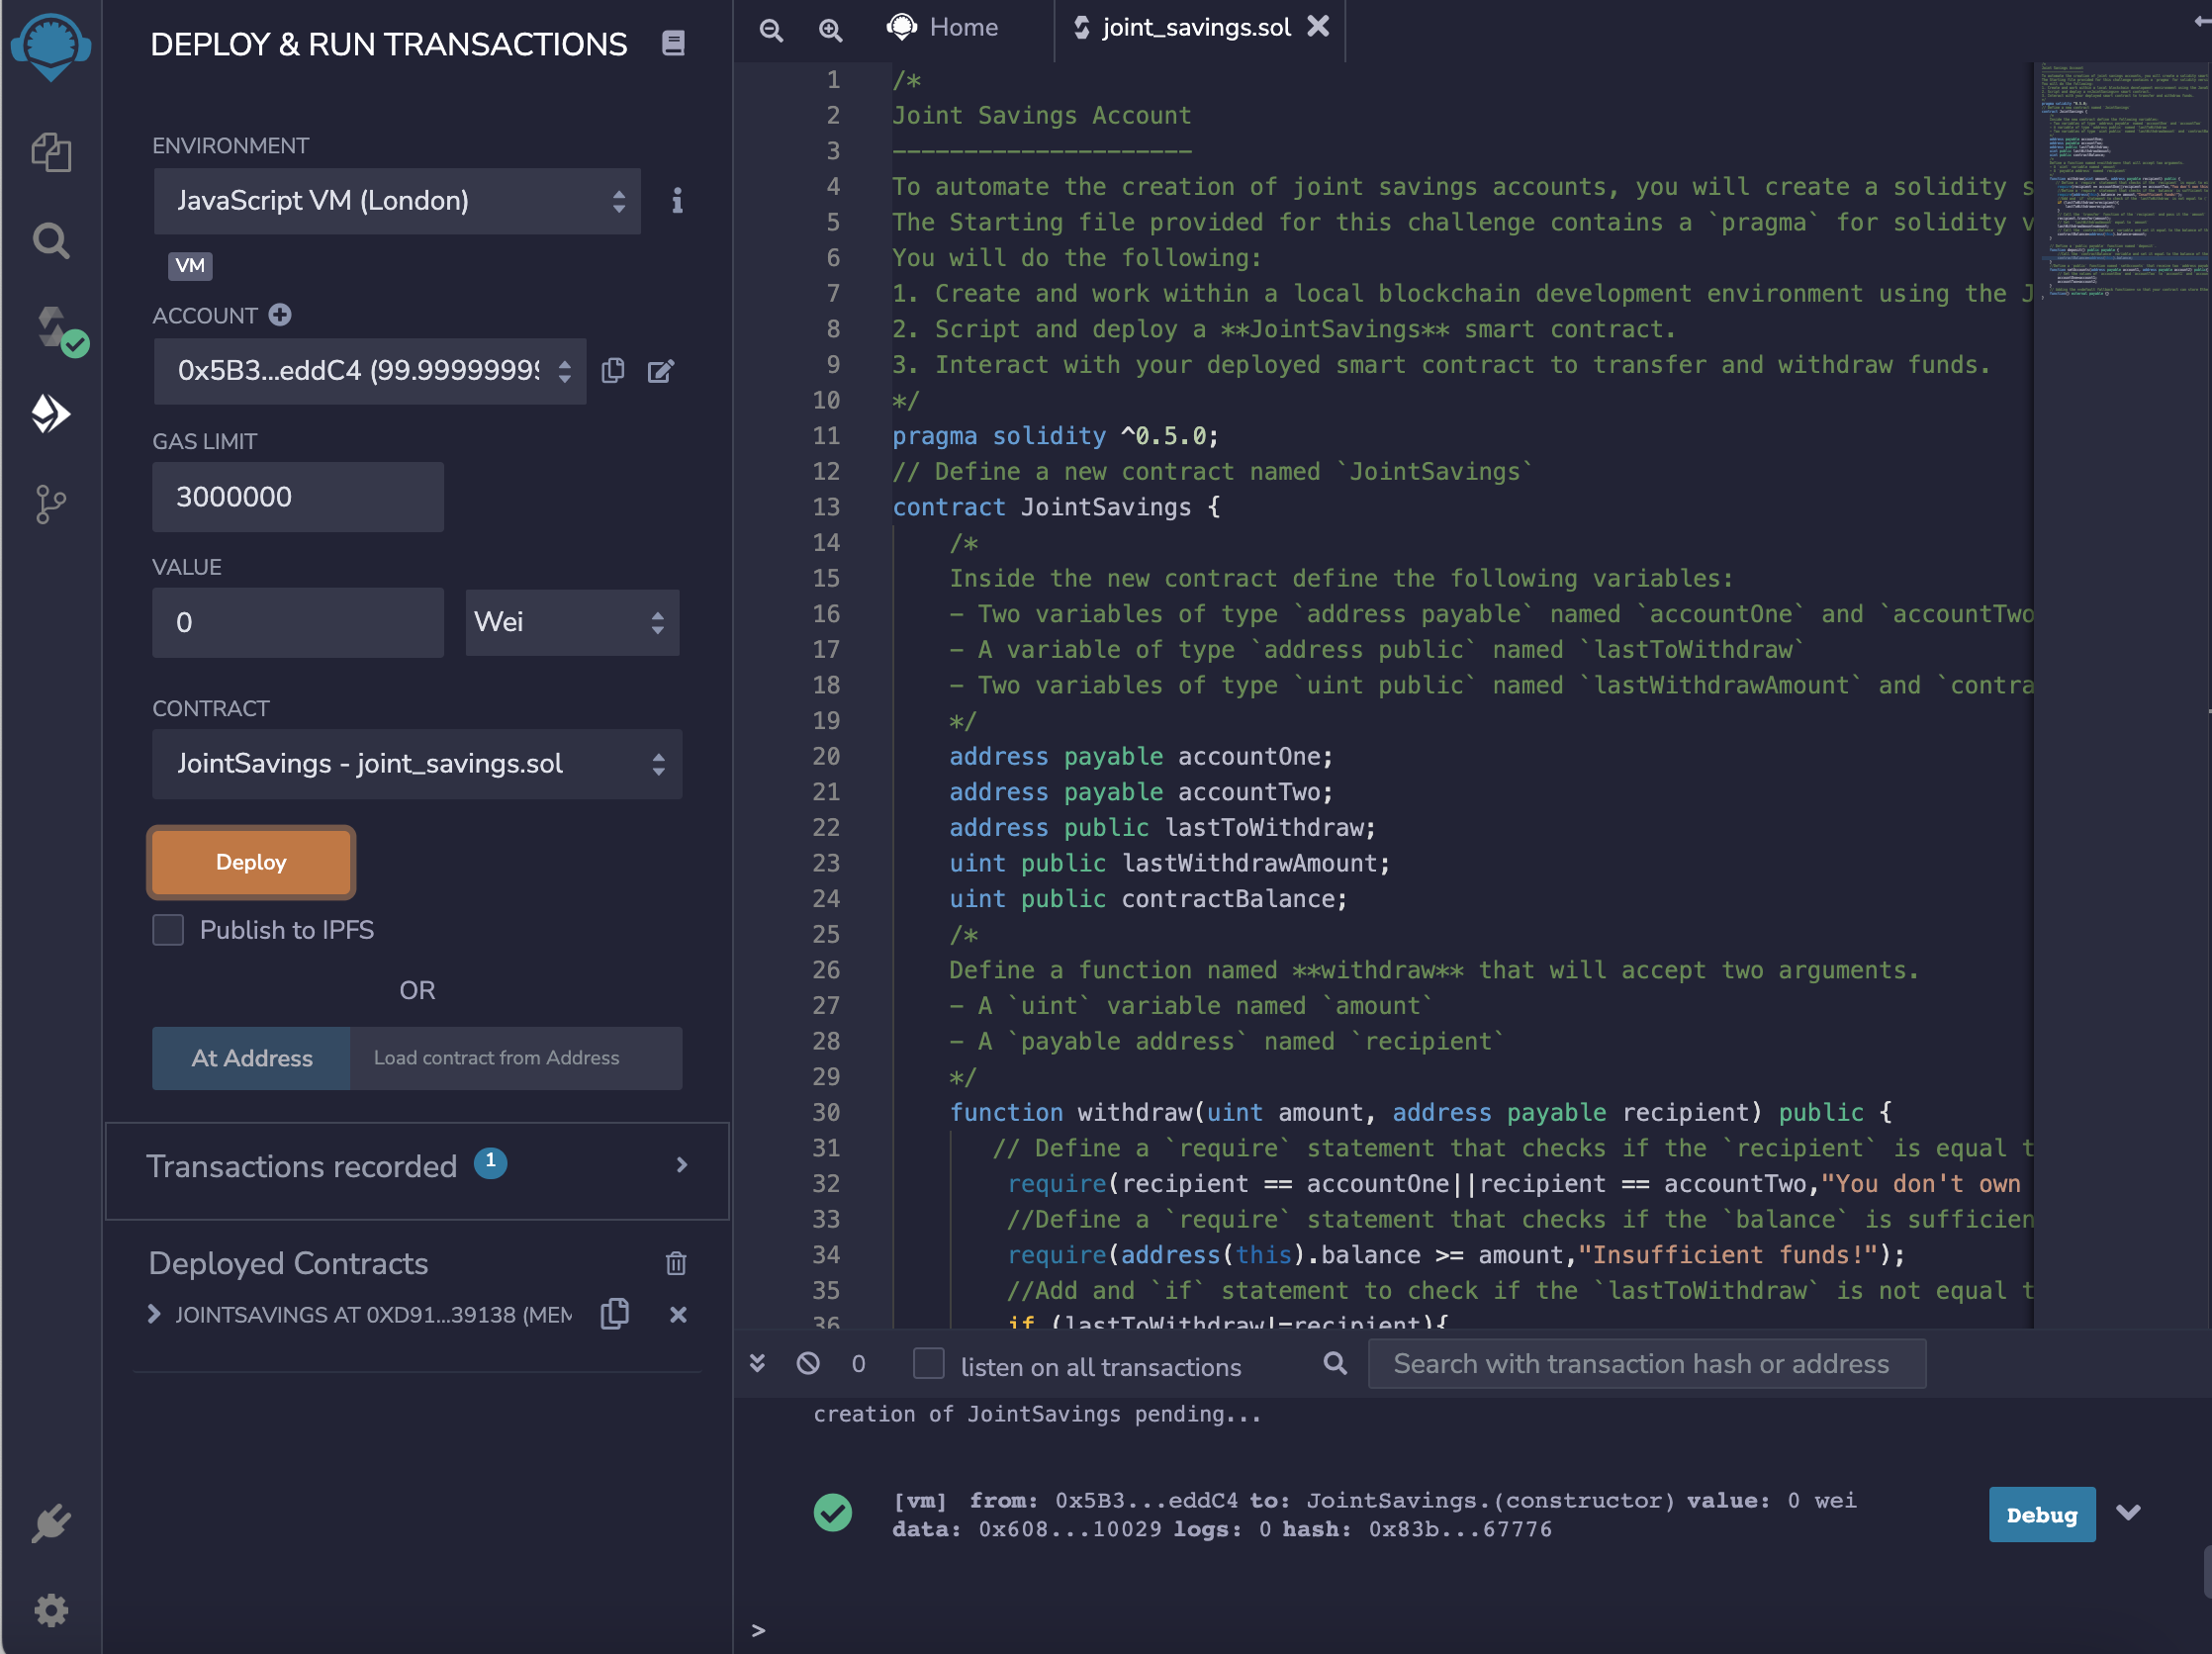 DEPLOY & RUN TRANSACTIONS
ENVIRONMENT
JavaScript VM (London)
VM
ACCOUNT
0x5B3...eddC4 (99.99999999
GAS LIMIT
3000000
VALUE
0
Wei
CONTRACT
JointSavings - joint_savings.sol
Deploy
Publish to IPFS
OR
At Address
Load contract from Address
Transactions recorded 1
Deployed Contracts
JOINTSAVINGS AT 0XD91...39138 (MEM
Home
joint_savings.sol
1 /*
2 Joint Savings Account
3 ---------------------
4 To automate the creation of joint savings accounts, you will create a solidity s
5 The Starting file provided for this challenge contains a `pragma` for solidity v
6 You will do the following:
7 1. Create and work within a local blockchain development environment using the J
8 2. Script and deploy a **JointSavings** smart contract.
9 3. Interact with your deployed smart contract to transfer and withdraw funds.
10 */
11 pragma solidity ^0.5.0;
12 // Define a new contract named `JointSavings`
13 contract JointSavings {
14 /*
15 Inside the new contract define the following variables:
16 - Two variables of type `address payable` named `accountOne` and `accountTwo
17 - A variable of type `address public` named `lastToWithdraw`
18 - Two variables of type `uint public` named `lastWithdrawAmount` and `contra
19 */
20 address payable accountOne;
21 address payable accountTwo;
22 address public lastToWithdraw;
23 uint public lastWithdrawAmount;
24 uint public contractBalance;
25 /*
26 Define a function named **withdraw** that will accept two arguments.
27 - A `uint` variable named `amount`
28 - A `payable address` named `recipient`
29 */
30 function withdraw(uint amount, address payable recipient) public {
31 // Define a `require` statement that checks if the `recipient` is equal t
32 require(recipient == accountOne||recipient == accountTwo,"You don't own
33 //Define a `require` statement that checks if the `balance` is sufficien
34 require(address(this).balance >= amount,"Insufficient funds!");
35 //Add and `if` statement to check if the `lastToWithdraw` is not equal t
36 if (lastToWithdraw!=recipient){
0
listen on all transactions
Search with transaction hash or address
creation of JointSavings pending...
[vm] from: 0x5B3...eddC4 to: JointSavings.(constructor) value: 0 wei
data: 0x608...10029 logs: 0 hash: 0x83b...67776
Debug
>